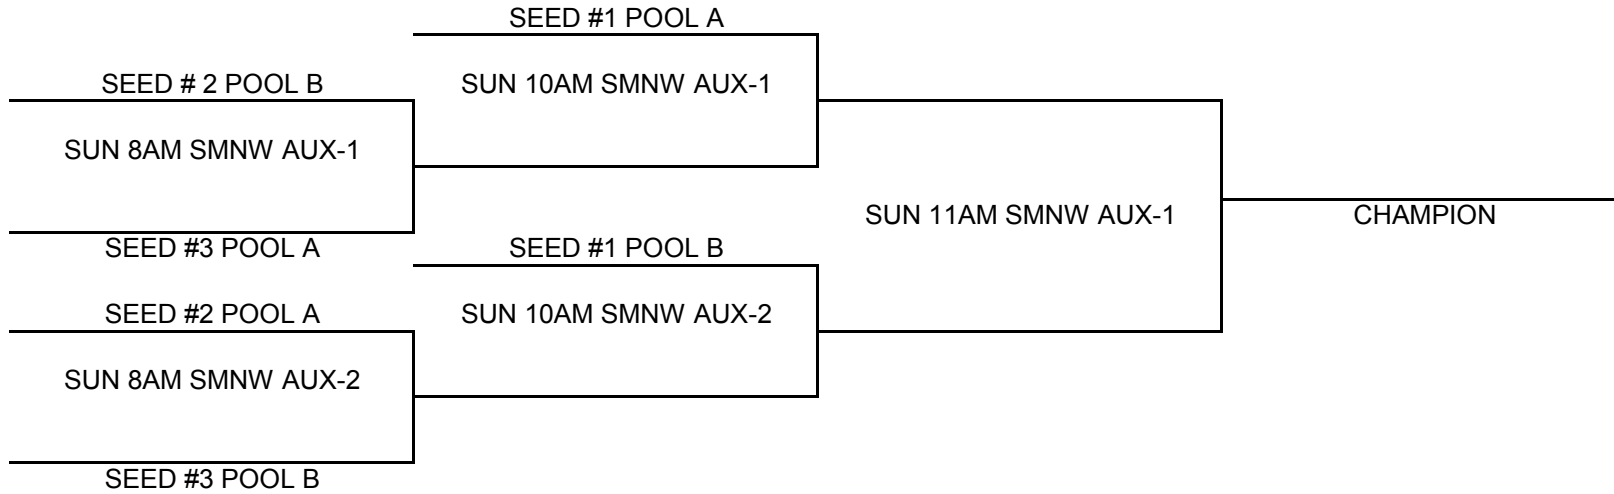 SEED #1 POOL A
SEED # 2 POOL B
SUN 10AM SMNW AUX-1
SUN 8AM SMNW AUX-1
SUN 11AM SMNW AUX-1
CHAMPION
SEED #3 POOL A
SEED #1 POOL B
SEED #2 POOL A
SUN 10AM SMNW AUX-2
SUN 8AM SMNW AUX-2
SEED #3 POOL B